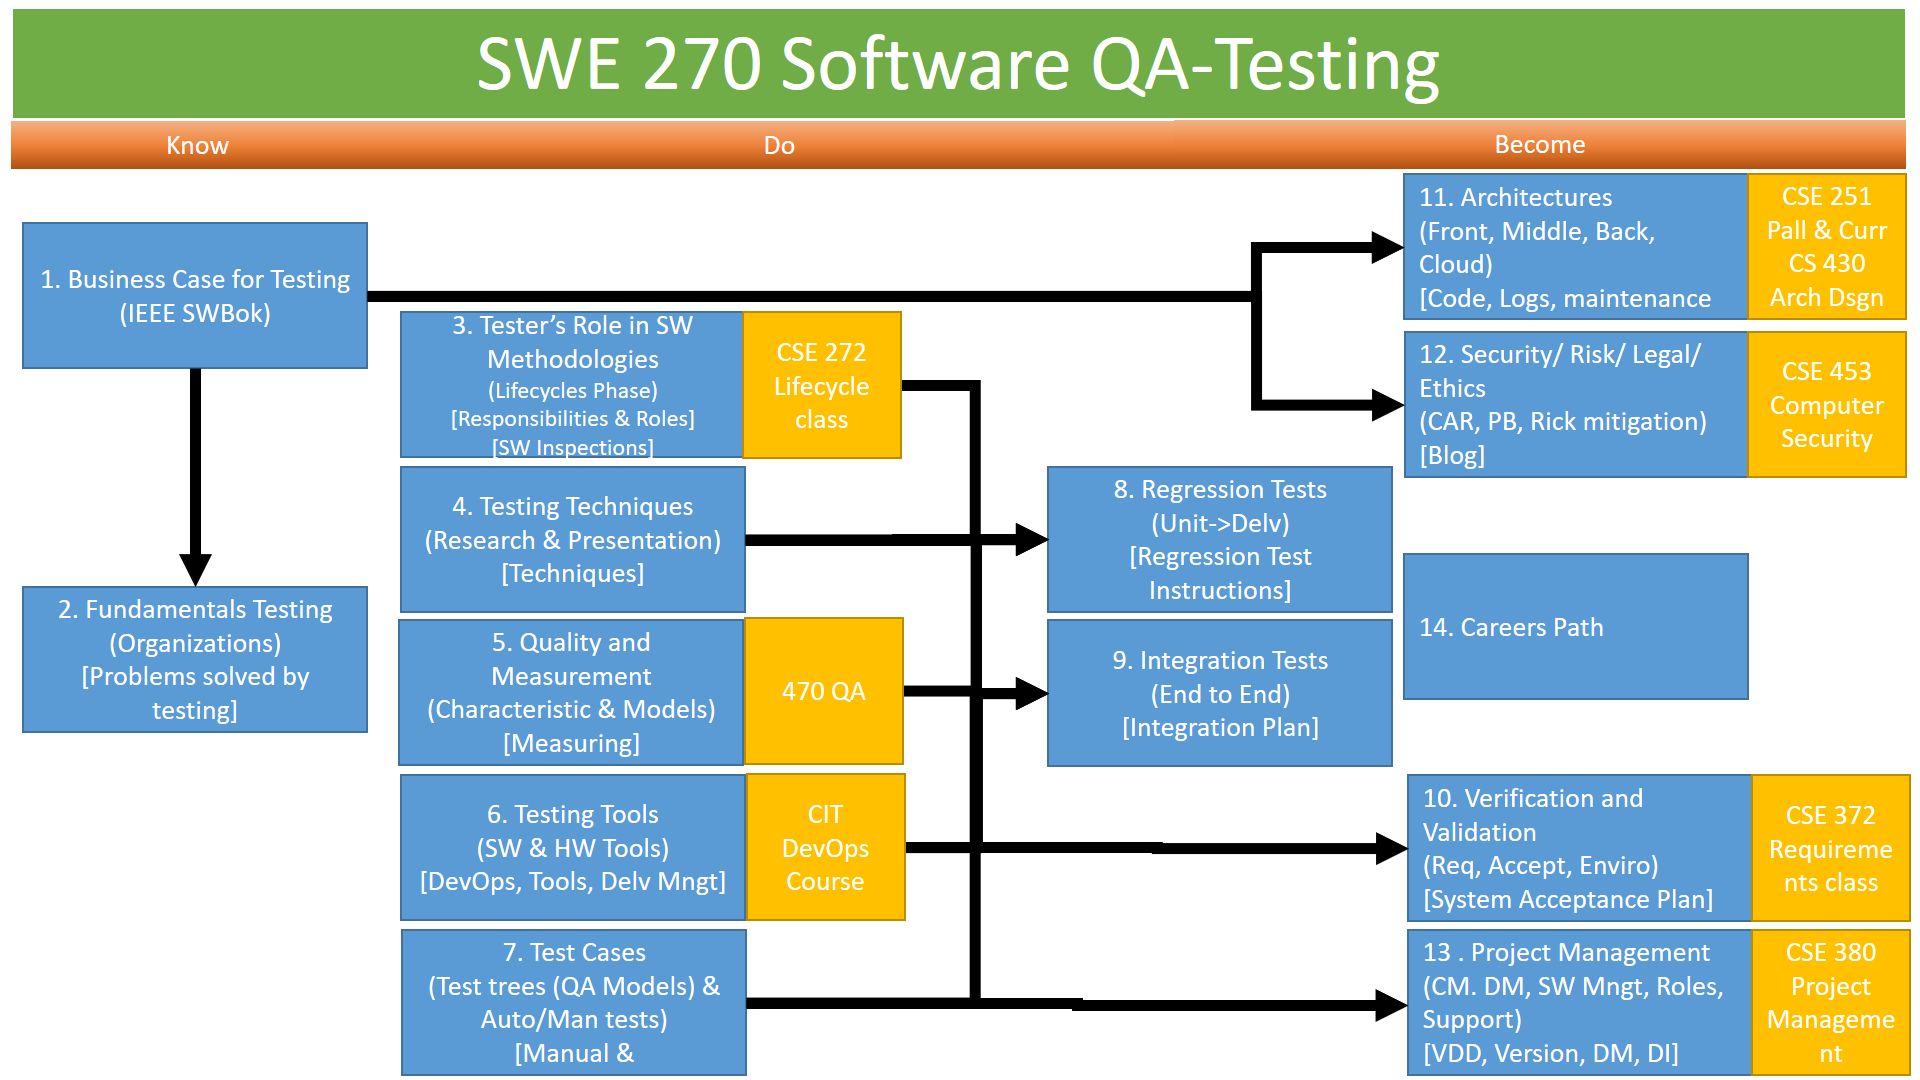 SWE 270 Software QA-Testing
Know
Do
Become
1. Business Case for Testing
(IEEE SWBok)
2. Fundamentals Testing
(Organizations)
[Problems solved by
testing]
3. Tester’s Role in SW
Methodologies
(Lifecycles Phase)
[Responsibilities & Roles]
[SW Inspections]
CSE 272
Lifecycle
class
4. Testing Techniques
(Research & Presentation)
[Techniques]
5. Quality and
Measurement
(Characteristic & Models)
[Measuring]
470 QA
6. Testing Tools
(SW & HW Tools)
[DevOps, Tools, Delv Mngt]
CIT
DevOps
Course
7. Test Cases
(Test trees (QA Models) &
Auto/Man tests)
[Manual &
8. Regression Tests
(Unit->Delv)
[Regression Test
Instructions]
9. Integration Tests
(End to End)
[Integration Plan]
11. Architectures
(Front, Middle, Back,
Cloud)
[Code, Logs, maintenance
CSE 251
Pall & Curr
CS 430
Arch Dsgn
12. Security/ Risk/ Legal/
Ethics
(CAR, PB, Rick mitigation)
[Blog]
CSE 453
Computer
Security
14. Careers Path
10. Verification and
Validation
(Req, Accept, Enviro)
[System Acceptance Plan]
CSE 372
Requireme
nts class
13 . Project Management
(CM. DM, SW Mngt, Roles,
Support)
[VDD, Version, DM, DI]
CSE 380
Project
Manageme
nt